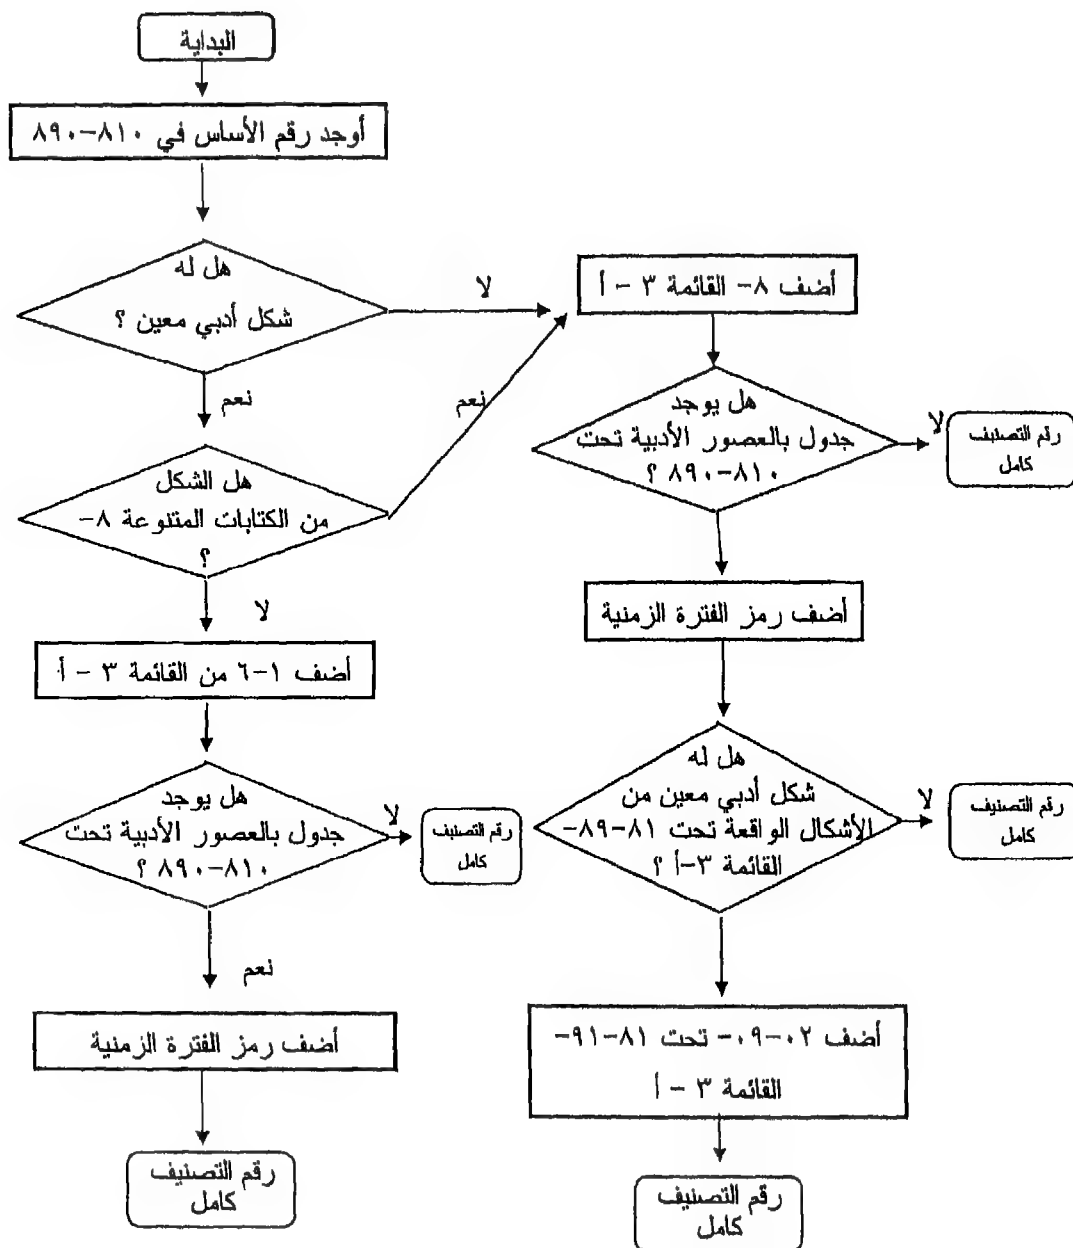 البداية
أوجد رقم الأساس في ٨١٠-٨٩٠
هل له
شكل أدبي معين ؟
لا
نعم
هل الشكل
من الكتابات المتنوعة ٨-
؟
نعم
لا
أضف ١-٦ من القائمة ٣ - أ
هل يوجد
جدول بالعصور الأدبية تحت
٨١٠-٨٩٠ ؟
لا
رقم التصنيف
كامل
نعم
أضف رمز الفترة الزمنية
رقم التصنيف
كامل
أضف ٨- القائمة ٣ - أ
هل يوجد
جدول بالعصور الأدبية تحت
٨١٠-٨٩٠ ؟
لا
رقم التصنيف
كامل
أضف رمز الفترة الزمنية
هل له
شكل أدبي معين من
الأشكال الواقعة تحت ٨١-٨٩-
القائمة ٣-أ ؟
لا
رقم التصنيف
كامل
أضف ٠٢-٠٩- تحت ٨١-٩١-
القائمة ٣ - أ
رقم التصنيف
كامل